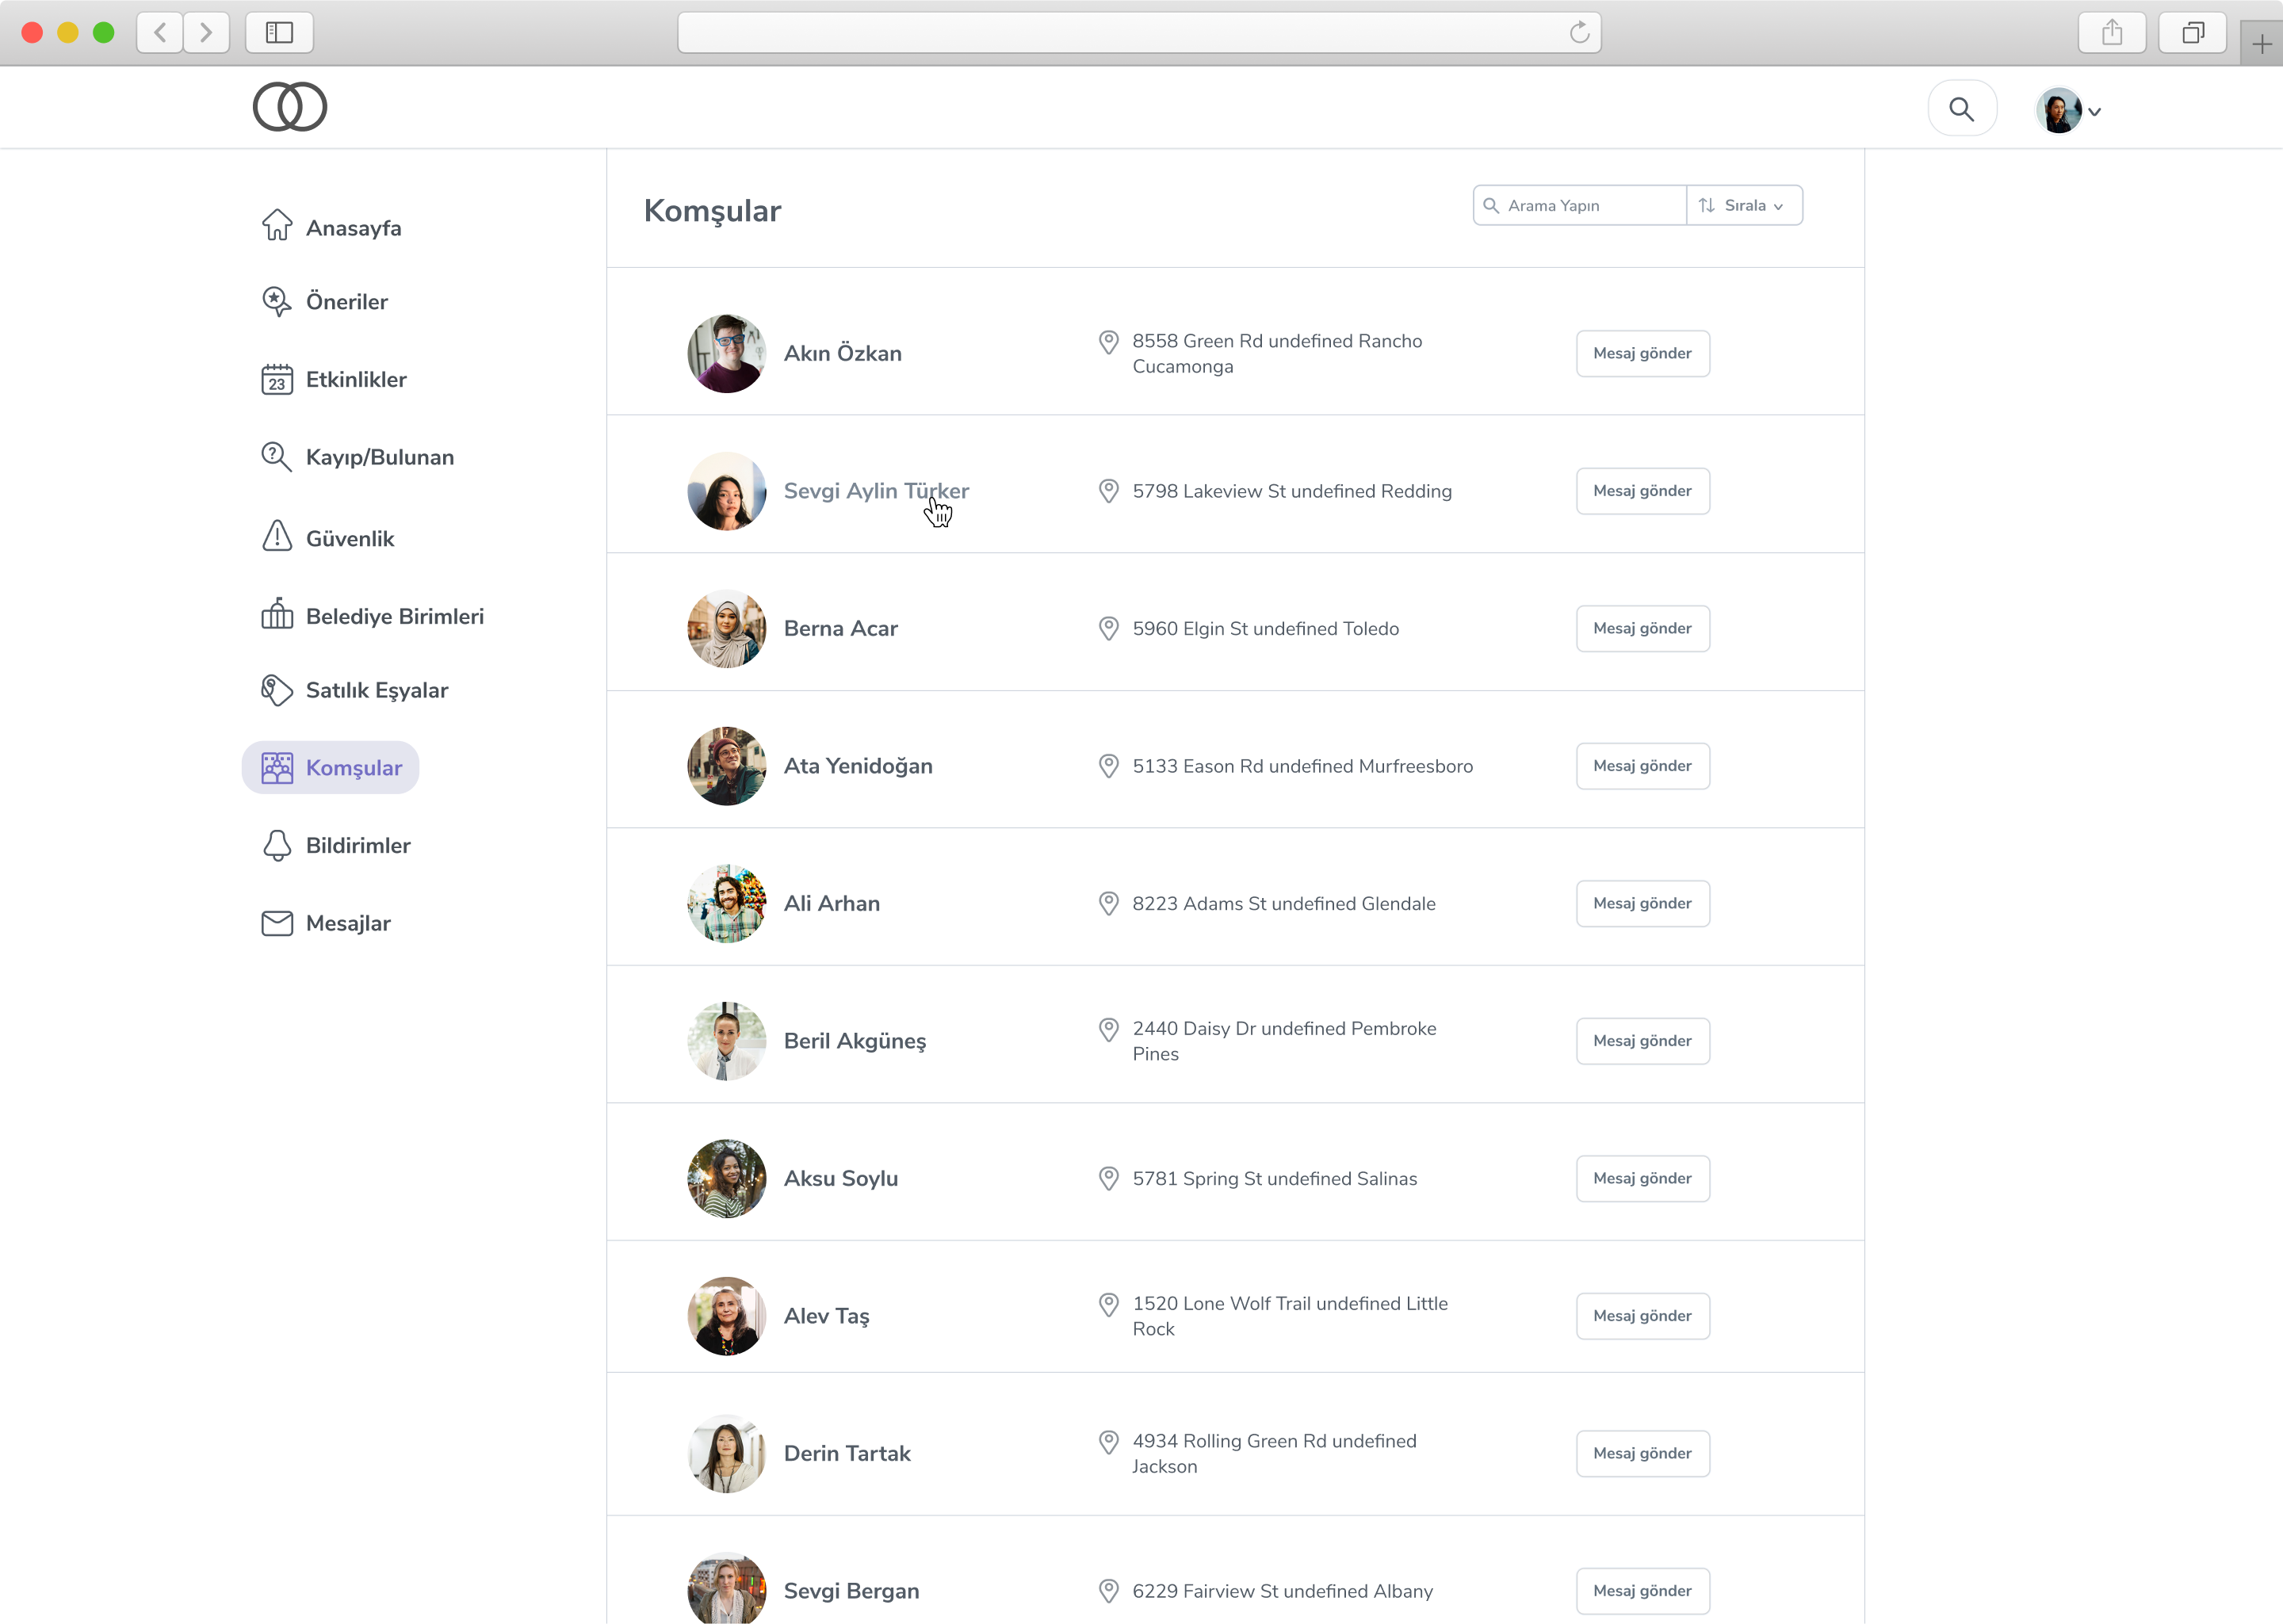 Anasayfa
Öneriler
23
Etkinlikler
?
Kayıp/Bulunan
Güvenlik
Belediye Birimleri
Satılık Eşyalar
Komşular
Bildirimler
Mesajlar
Komşular
Arama Yapın
Sırala
Akın Özkan
8558 Green Rd undefined Rancho
Cucamonga
Mesaj gönder
Sevgi Aylin Türker
5798 Lakeview St undefined Redding
Mesaj gönder
Berna Acar
5960 Elgin St undefined Toledo
Mesaj gönder
Ata Yenidoğan
5133 Eason Rd undefined Murfreesboro
Mesaj gönder
Ali Arhan
8223 Adams St undefined Glendale
Mesaj gönder
Beril Akgüneş
2440 Daisy Dr undefined Pembroke
Pines
Mesaj gönder
Aksu Soylu
5781 Spring St undefined Salinas
Mesaj gönder
Alev Taş
1520 Lone Wolf Trail undefined Little
Rock
Mesaj gönder
Derin Tartak
4934 Rolling Green Rd undefined
Jackson
Mesaj gönder
Sevgi Bergan
6229 Fairview St undefined Albany
Mesaj gönder